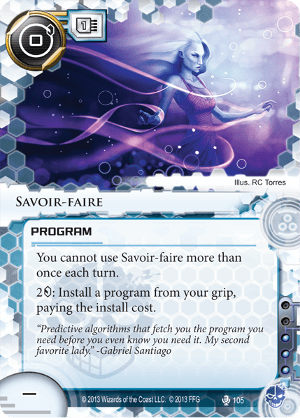 0
1
Illus. RC Torres
SAVOIR-FAIRE
PROGRAM
You cannot use Savoir-faire more than
once each turn.
2: Install a program from your grip,
paying the install cost.
“Predictive algorithms that fetch you the program you
need before you even know you need it. My second
favorite lady.” -Gabriel Santiago
–
© 2013 Wizards of the Coast LLC. © 2013 FFG
105